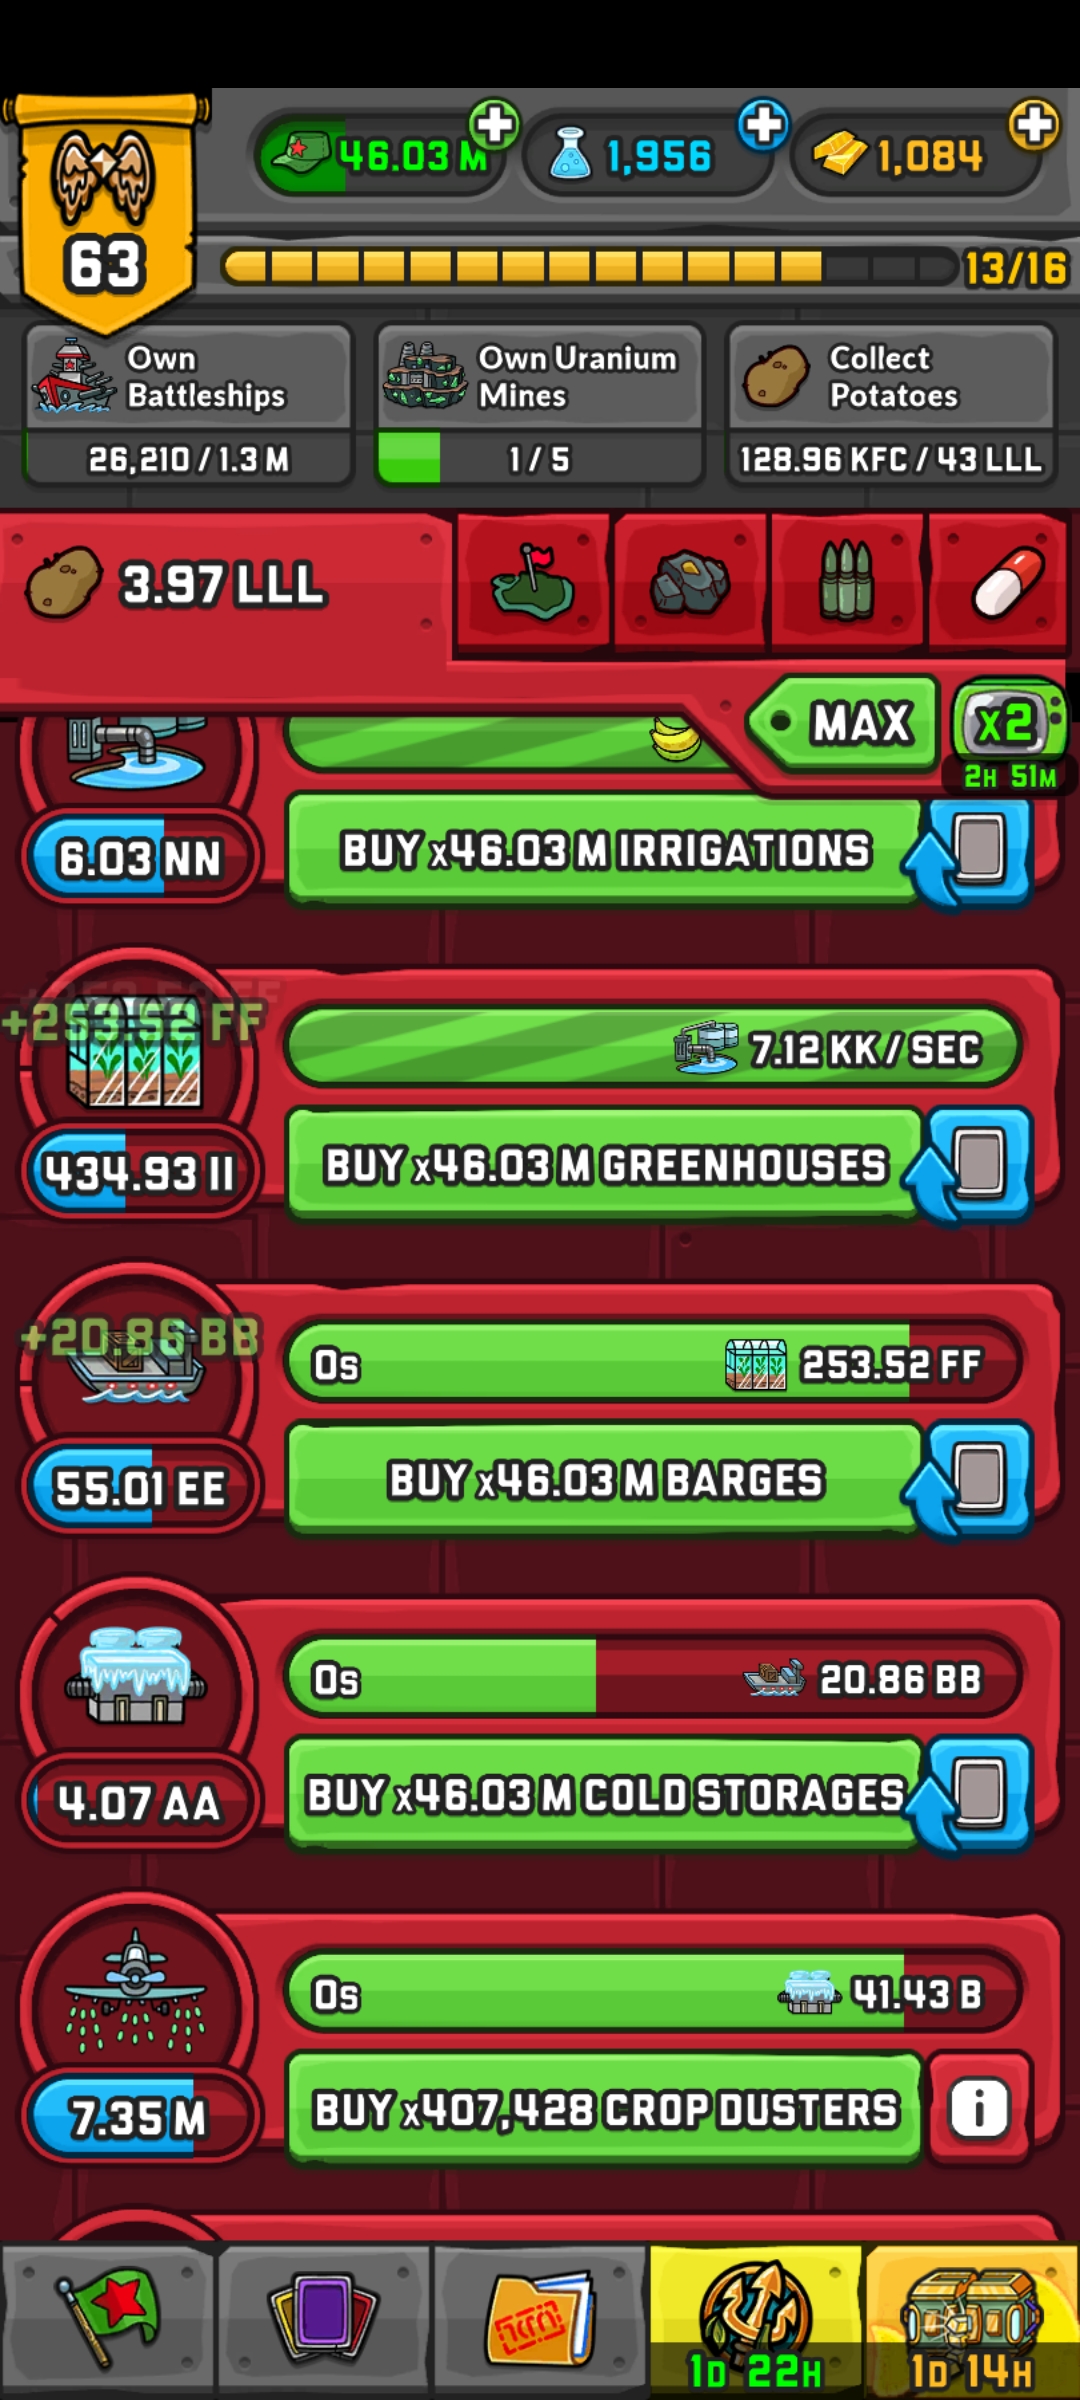 63
46.03 M
1,956
1,084
13/16
Own
Battleships
26,210 / 1.3 M
Own Uranium
Mines
1 / 5
Collect
Potatoes
128.96 KFC / 43 LLL
3.97 LLL
MAX
x2
2H 51M
6.03 NN
BUY x46.03 M IRRIGATIONS
+253.52 FF
7.12 KK / SEC
434.93 II
BUY x46.03 M GREENHOUSES
+20.86 BB
0s
253.52 FF
55.01 EE
BUY x46.03 M BARGES
0s
20.86 BB
4.07 AA
BUY x46.03 M COLD STORAGES
0s
41.43 B
7.35 M
BUY x407,428 CROP DUSTERS
i
1D 22H
1D 14H